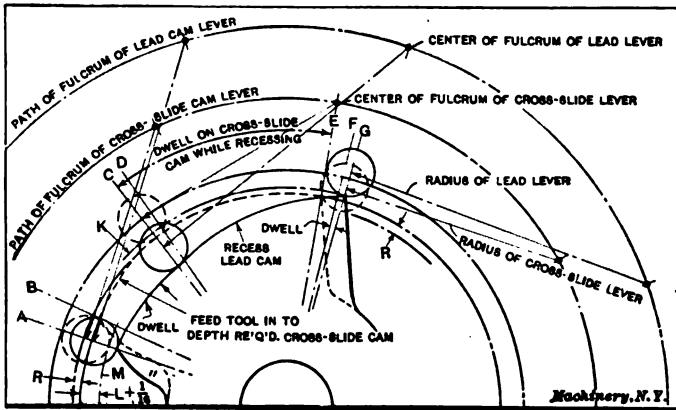 PATH OF FULCRUM OF LEAD CAM LEVER
CENTER OF FULCRUM OF LEAD LEVER
PATH OF FULCRUM OF CROSS-SLIDE CAM LEVER
CENTER OF FULCRUM OF CROSS-SLIDE LEVER
DWELL ON CROSS-SLIDE
CAM WHILE RECESSING
E F G
C D
K
RADIUS OF LEAD LEVER
RADIUS OF CROSS-SLIDE LEVER
DWELL
R
RECESS
LEAD CAM
B
A
DWELL
FEED TOOL IN TO
DEPTH RE'Q'D. CROSS-SLIDE CAM
R
M
L + 1/16"
Machinery, N.Y.